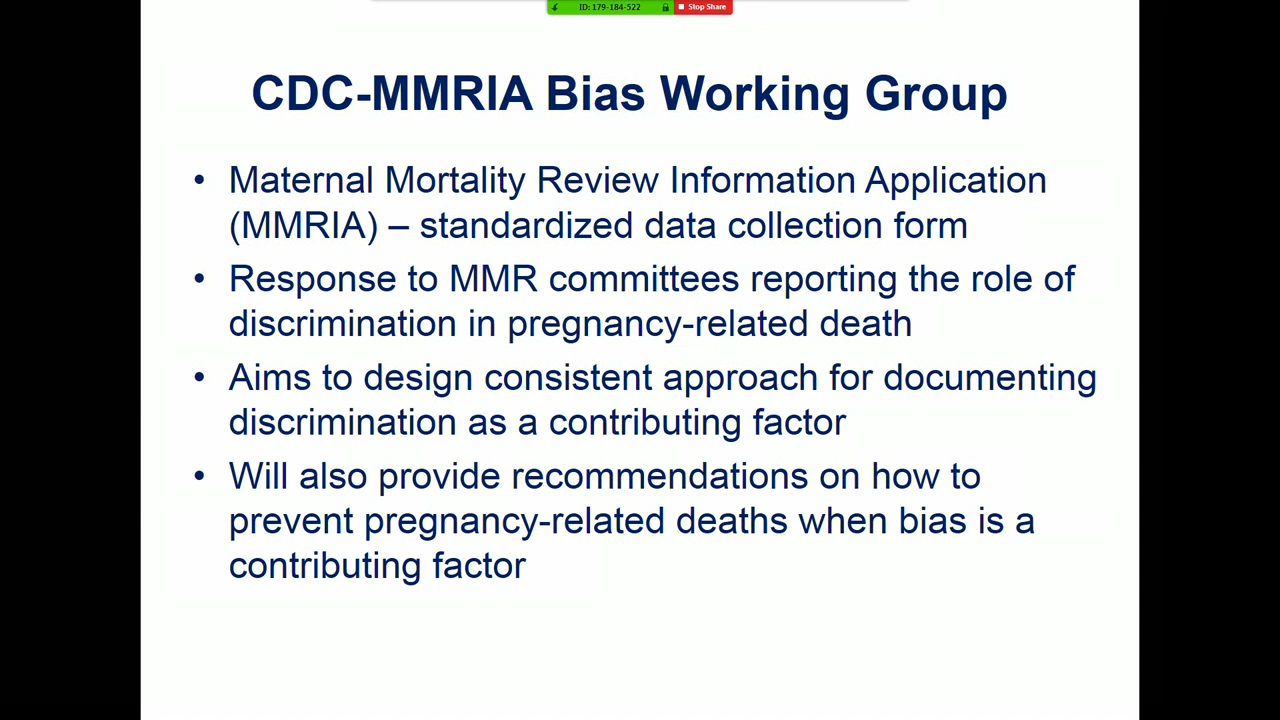 ID: 179-184-522 Stop Share
CDC-MMRIA Bias Working Group
• Maternal Mortality Review Information Application
(MMRIA) – standardized data collection form
• Response to MMR committees reporting the role of
discrimination in pregnancy-related death
• Aims to design consistent approach for documenting
discrimination as a contributing factor
• Will also provide recommendations on how to
prevent pregnancy-related deaths when bias is a
contributing factor